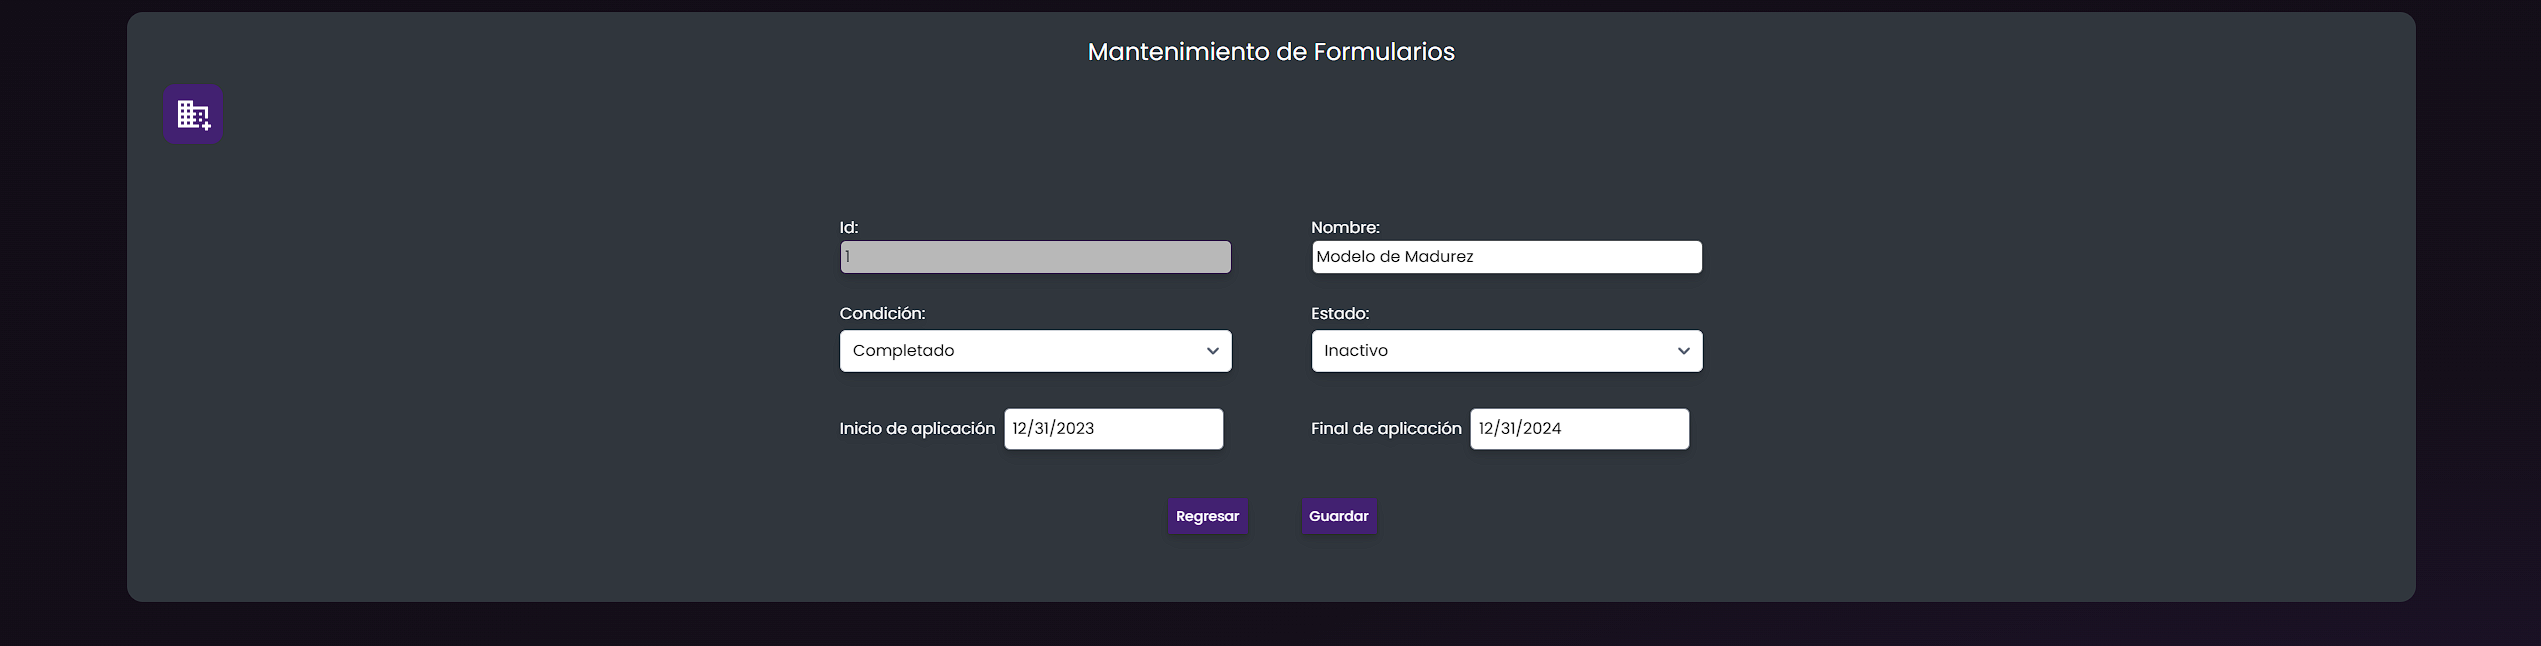 Mantenimiento de Formularios
Id:
1
Nombre:
Modelo de Madurez
Condición:
Completado
Estado:
Inactivo
Inicio de aplicación 12/31/2023
Final de aplicación 12/31/2024
Regresar Guardar